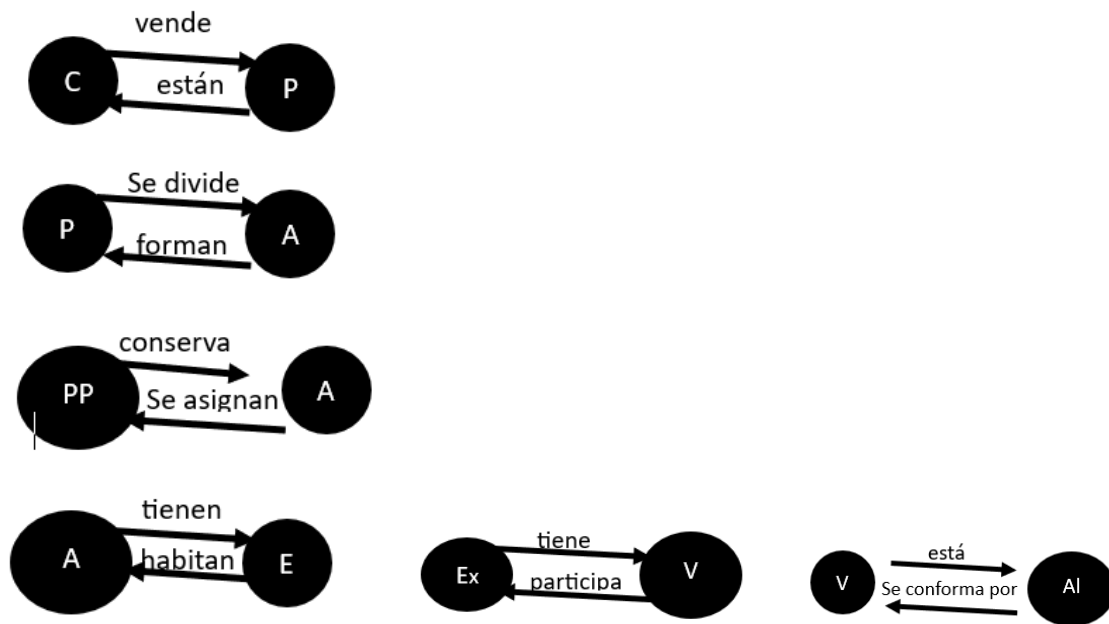 vende
C
están
P
Se divide
P
forman
A
conserva
PP
Se asignan
A
tienen
A
habitan
E
tiene
Ex
participa
V
está
V
Se conforma por
Al